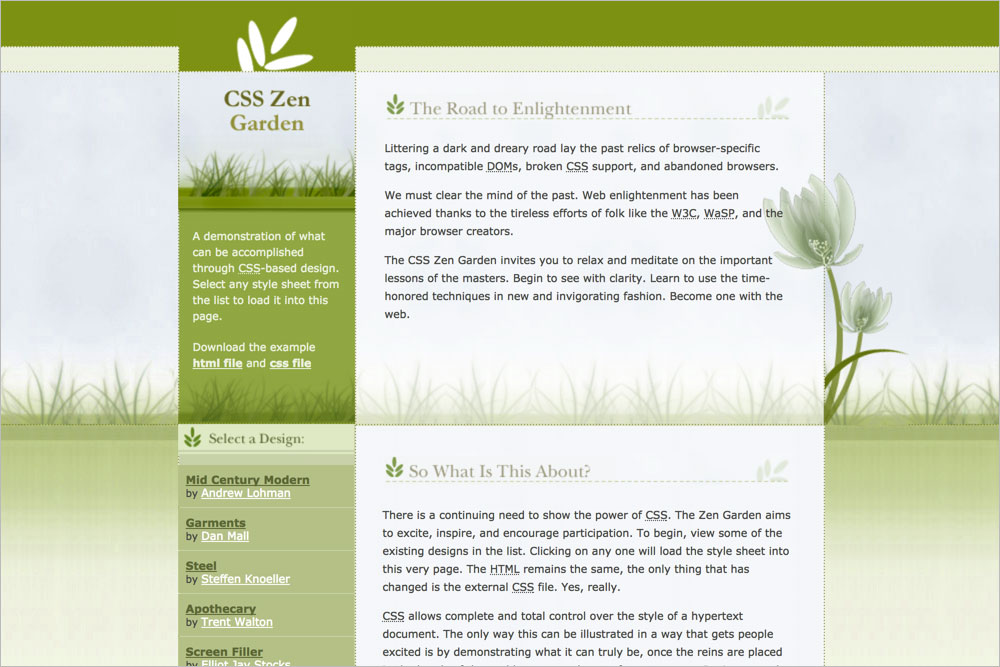 CSS Zen
Garden
A demonstration of what
can be accomplished
through CSS-based design.
Select any style sheet from
the list to load it into this
page.
Download the example
html file and css file
Select a Design:
Mid Century Modern
by Andrew Lohman
Garments
by Dan Mall
Steel
by Steffen Knoeller
Apothecary
by Trent Walton
Screen Filler
by Elliot Jay Stocks
The Road to Enlightenment
Littering a dark and dreary road lay the past relics of browser-specific
tags, incompatible DOMs, broken CSS support, and abandoned browsers.
We must clear the mind of the past. Web enlightenment has been
achieved thanks to the tireless efforts of folk like the W3C, WaSP, and the
major browser creators.
The CSS Zen Garden invites you to relax and meditate on the important
lessons of the masters. Begin to see with clarity. Learn to use the time-
honored techniques in new and invigorating fashion. Become one with the
web.
So What Is This About?
There is a continuing need to show the power of CSS. The Zen Garden aims
to excite, inspire, and encourage participation. To begin, view some of the
existing designs in the list. Clicking on any one will load the style sheet into
this very page. The HTML remains the same, the only thing that has
changed is the external CSS file. Yes, really.
CSS allows complete and total control over the style of a hypertext
document. The only way this can be illustrated in a way that gets people
excited is by demonstrating what it can truly be, once the reins are placed